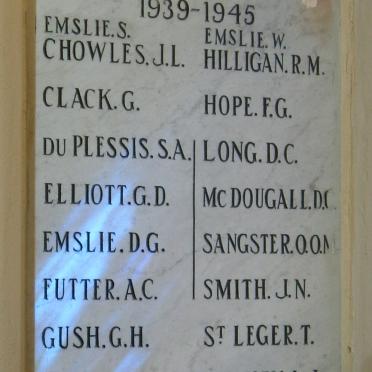 1939-1945
EMSLIE.S.
CHOWLES.J.L.
CLACK.G.
DU PLESSIS.S.A.
ELLIOTT.G.D.
EMSLIE.D.G.
FUTTER.A.C.
GUSH.G.H.
EMSLIE.W.
HILLIGAN.R.M.
HOPE.F.G.
LONG.D.C.
MCDOUGALL.D.
SANGSTER.O.O.
SMITH.J.N.
ST LEGER.T.